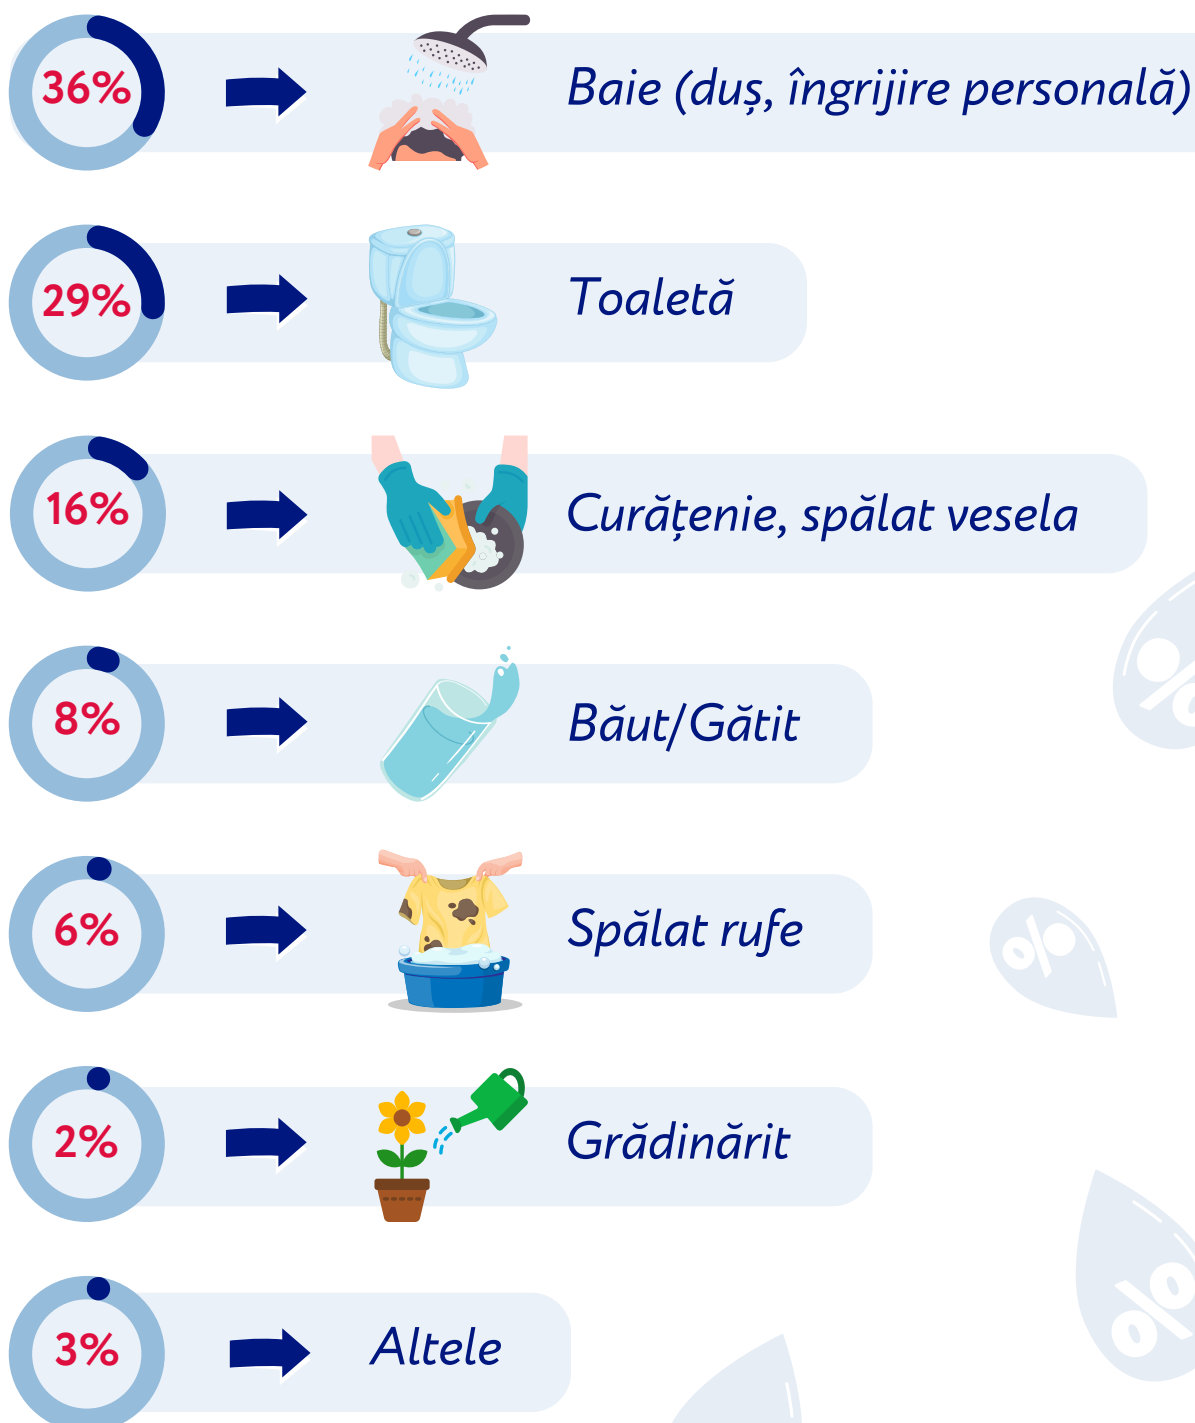 36% Baie (duș, îngrijire personală)
29% Toaletă
16% Curățenie, spălat vesela
8% Băut/Gătit
6% Spălat rufe
2% Grădinărit
3% Altele
%
%
%